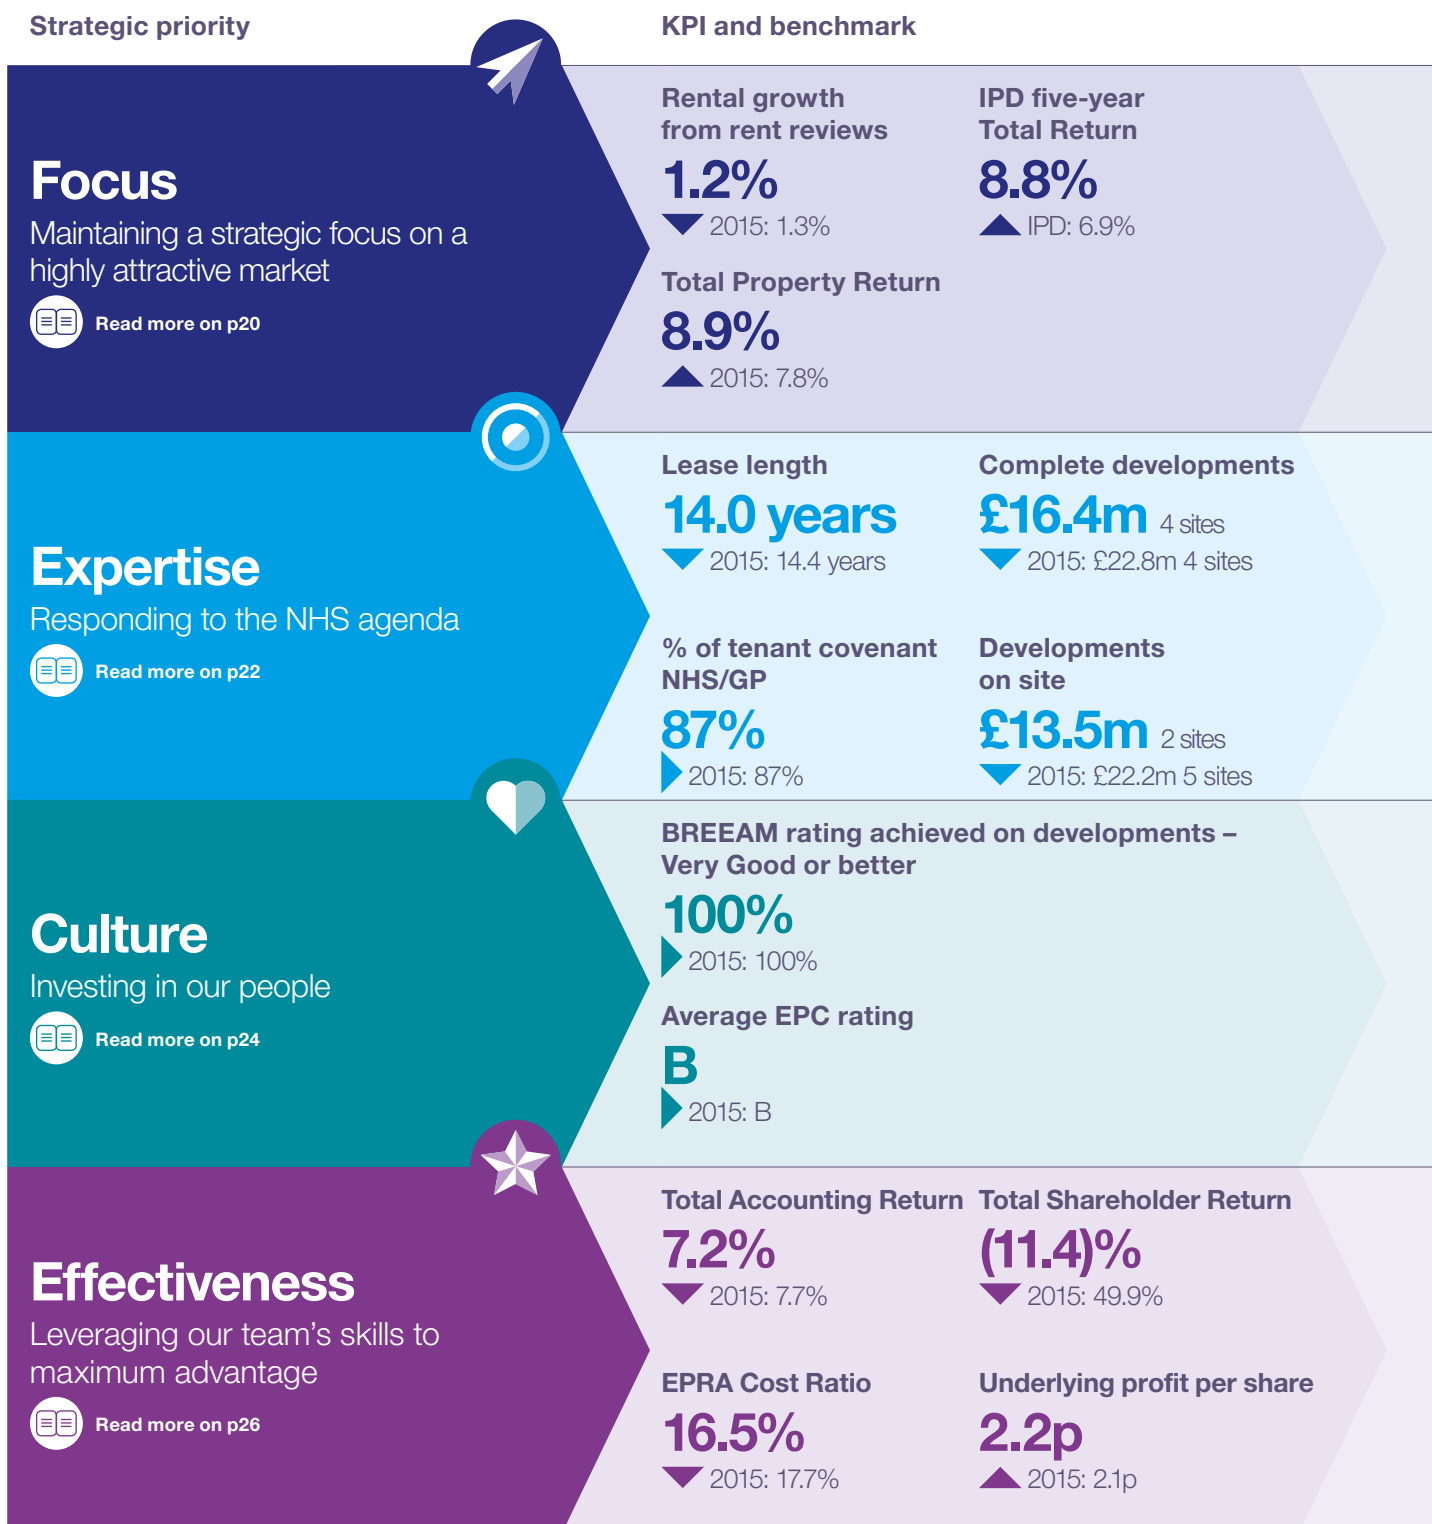 Strategic priority
KPI and benchmark
Focus
Maintaining a strategic focus on a
highly attractive market
Read more on p20
Rental growth
from rent reviews
1.2%
2015: 1.3%
IPD five-year
Total Return
8.8%
IPD: 6.9%
Total Property Return
8.9%
2015: 7.8%
Expertise
Responding to the NHS agenda
Read more on p22
Lease length
14.0 years
2015: 14.4 years
Complete developments
£16.4m 4 sites
2015: £22.8m 4 sites
% of tenant covenant
NHS/GP
87%
2015: 87%
Developments
on site
£13.5m 2 sites
2015: £22.2m 5 sites
Culture
Investing in our people
Read more on p24
BREEAM rating achieved on developments –
Very Good or better
100%
2015: 100%
Average EPC rating
B
2015: B
Effectiveness
Leveraging our team's skills to
maximum advantage
Read more on p26
Total Accounting Return
7.2%
2015: 7.7%
Total Shareholder Return
(11.4)%
2015: 49.9%
EPRA Cost Ratio
16.5%
2015: 17.7%
Underlying profit per share
2.2p
2015: 2.1p